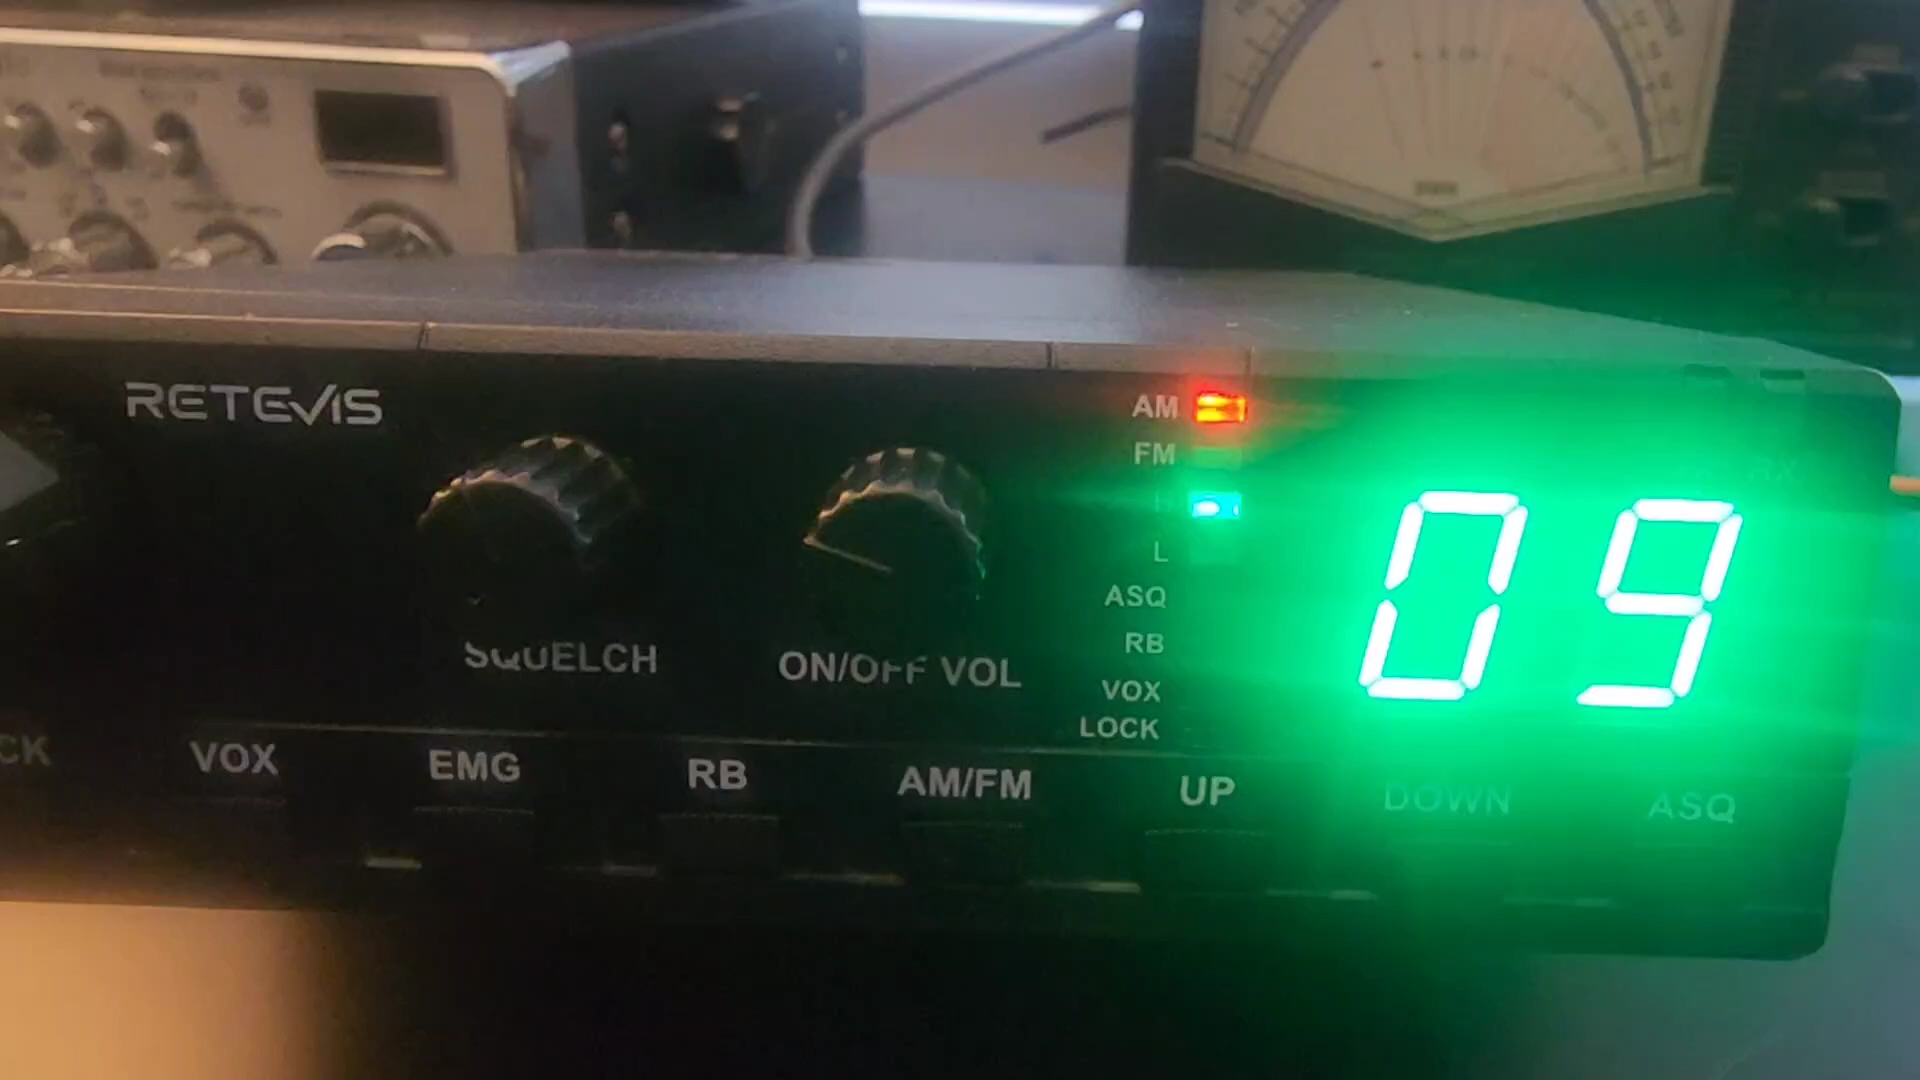 RETEVIS
AM
FM
L
ASQ
RB
VOX
LOCK
09
SQUELCH
ON/OFF VOL
CK
VOX
EMG
RB
AM/FM
UP
DOWN
ASQ